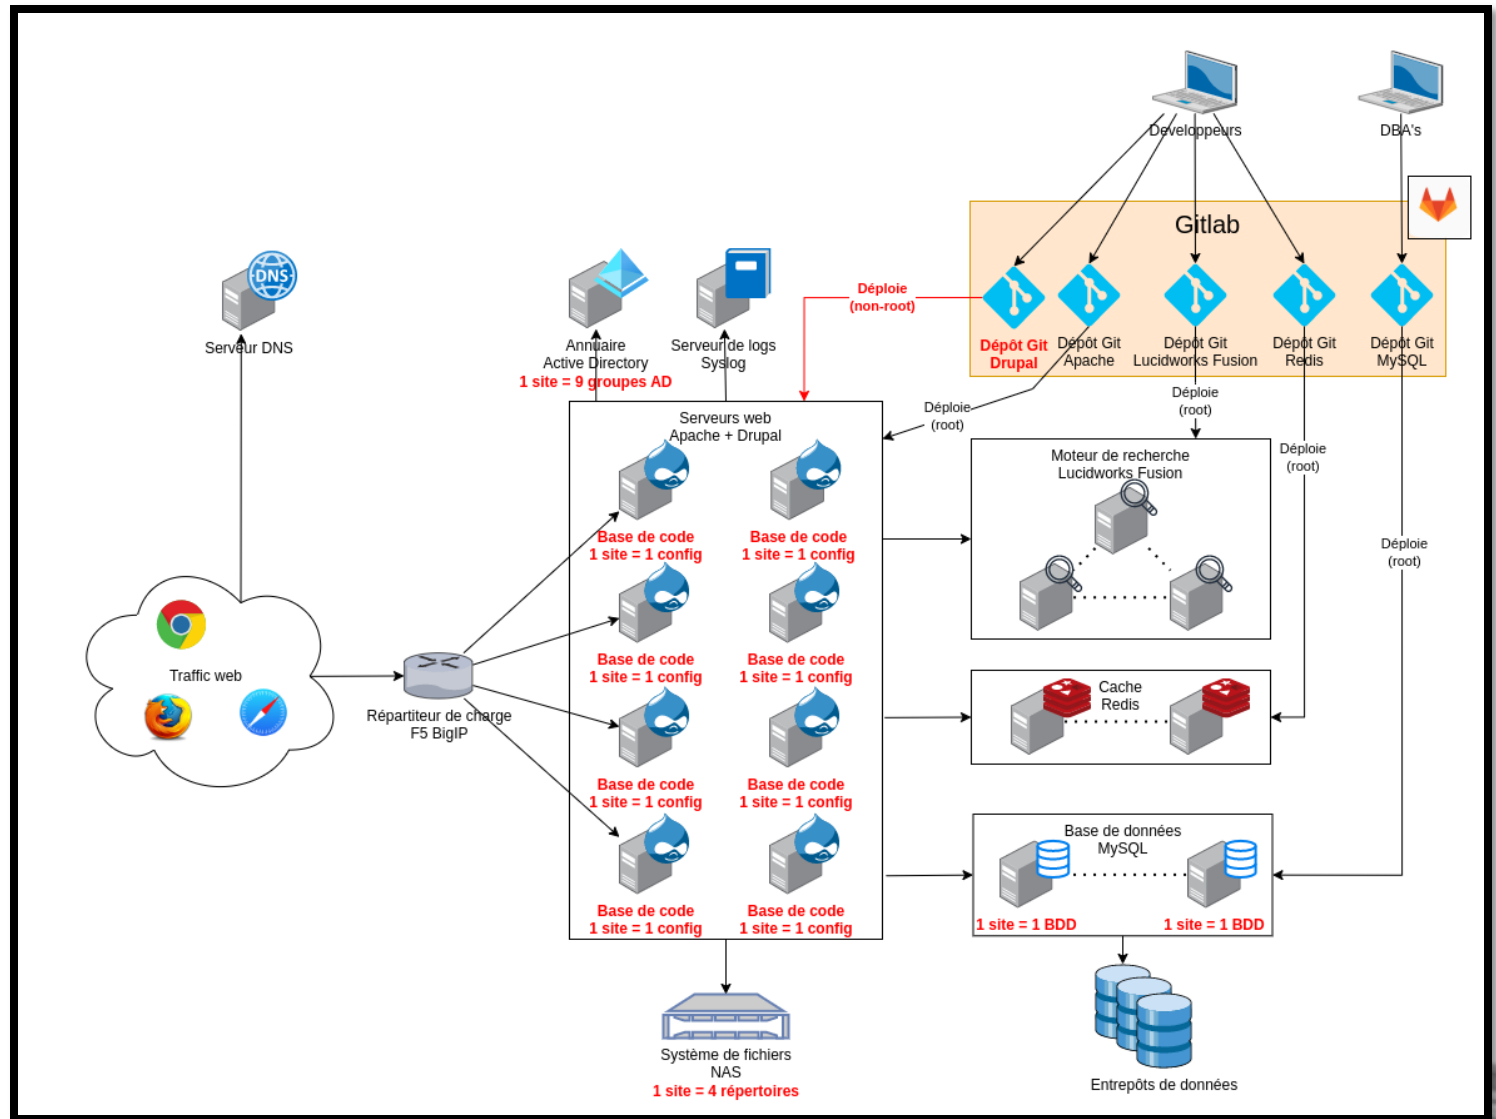 Developpeurs
DBA's
Gitlab
DNS
Serveur DNS
Annuaire
Active Directory
1 site = 9 groupes AD
Serveur de logs
Syslog
Déploie
(non-root)
Dépôt Git
Drupal
Dépôt Git
Apache
Dépôt Git
Lucidworks Fusion
Dépôt Git
Redis
Dépôt Git
MySQL
Déploie
(root)
Déploie
(root)
Déploie
(root)
Déploie
(root)
Serveurs web
Apache + Drupal
Base de code
1 site = 1 config
Base de code
1 site = 1 config
Base de code
1 site = 1 config
Base de code
1 site = 1 config
Base de code
1 site = 1 config
Base de code
1 site = 1 config
Base de code
1 site = 1 config
Base de code
1 site = 1 config
Moteur de recherche
Lucidworks Fusion
Traffic web
Répartiteur de charge
F5 BigIP
Cache
Redis
Base de données
MySQL
1 site = 1 BDD
1 site = 1 BDD
Système de fichiers
NAS
1 site = 4 répertoires
Entrepôts de données